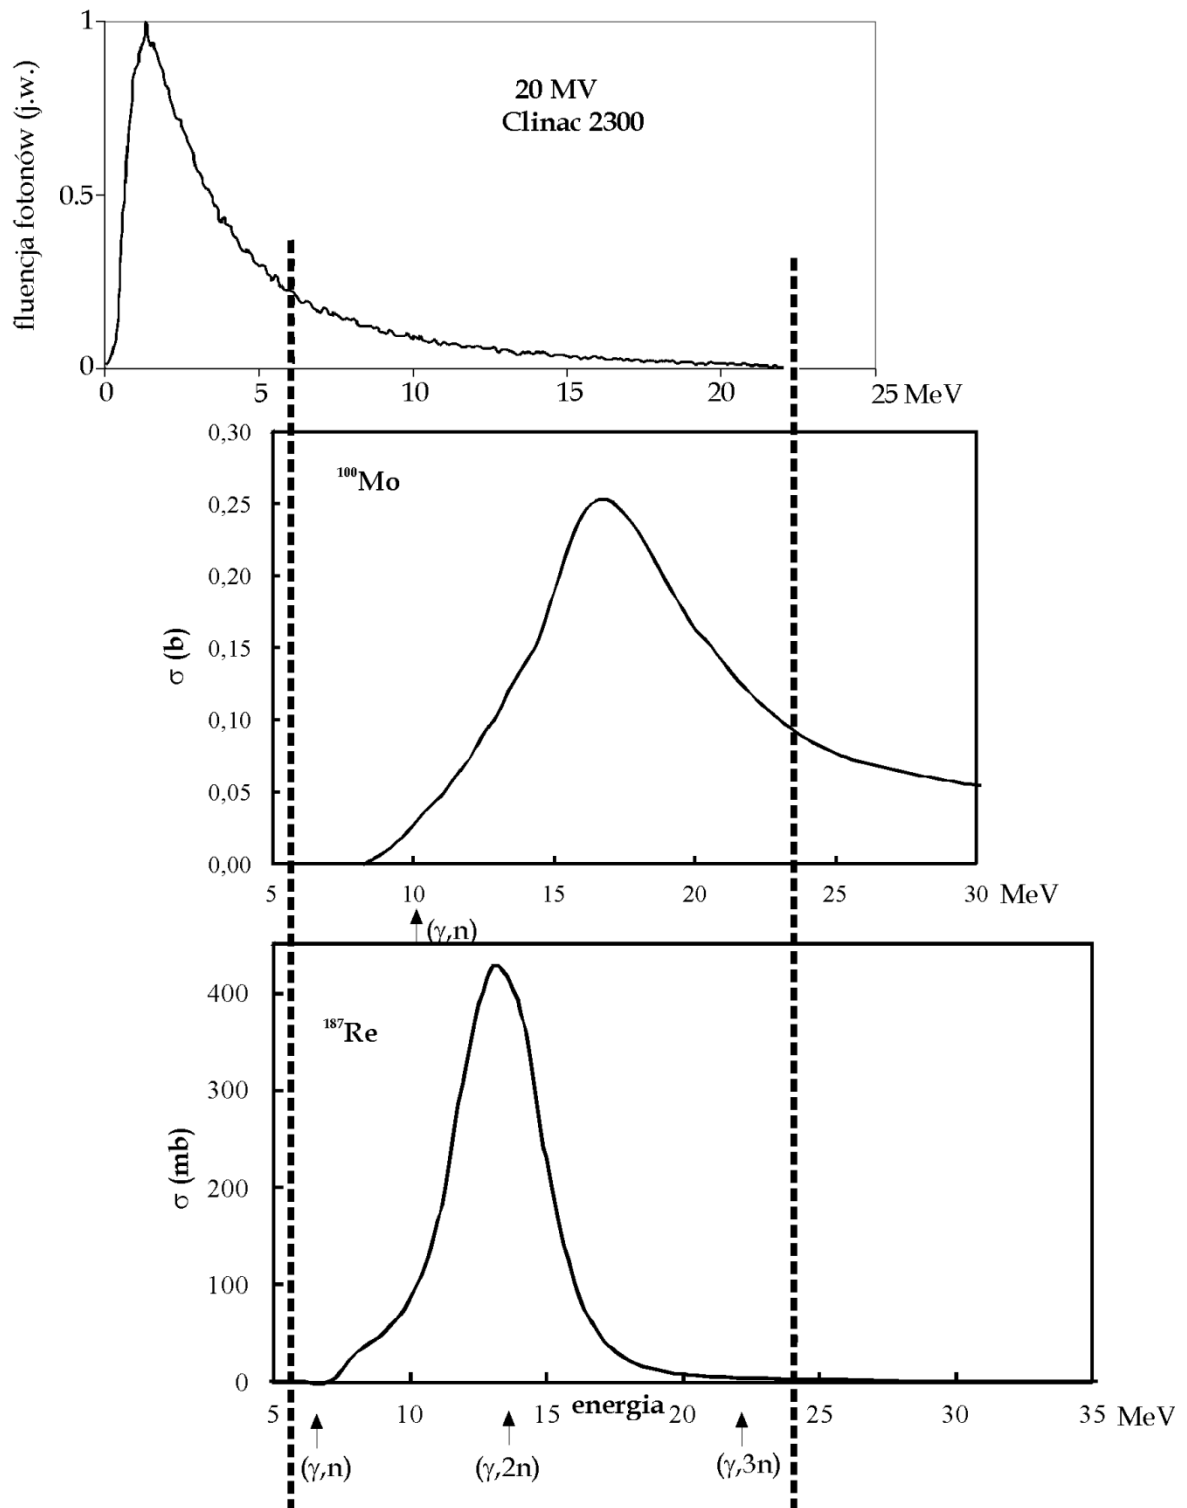 fluencja fotonów (j.w.)
1
0.5
0
20 MV
Clinac 2300
0 5 10 15 20 25 MeV
σ (b)
0,30
0,25
0,20
0,15
0,10
0,05
0,00
¹⁰⁰Mo
5 10 15 20 25 30 MeV
(γ,n)
σ (mb)
400
300
200
100
0
¹⁸⁷Re
5 10 15 energia 20 25 30 35 MeV
(γ,n) (γ,2n) (γ,3n)